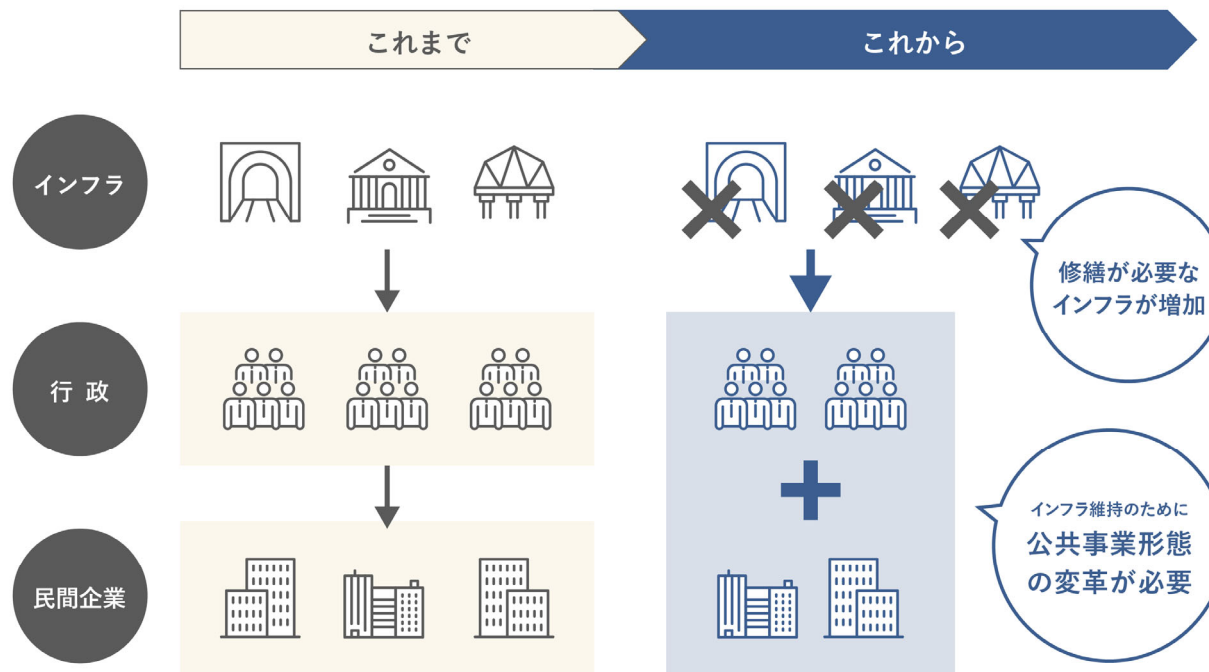 これまで
これから
インフラ
修繕が必要な
インフラが増加
行 政
インフラ維持のために
公共事業形態
の変革が必要
民間企業